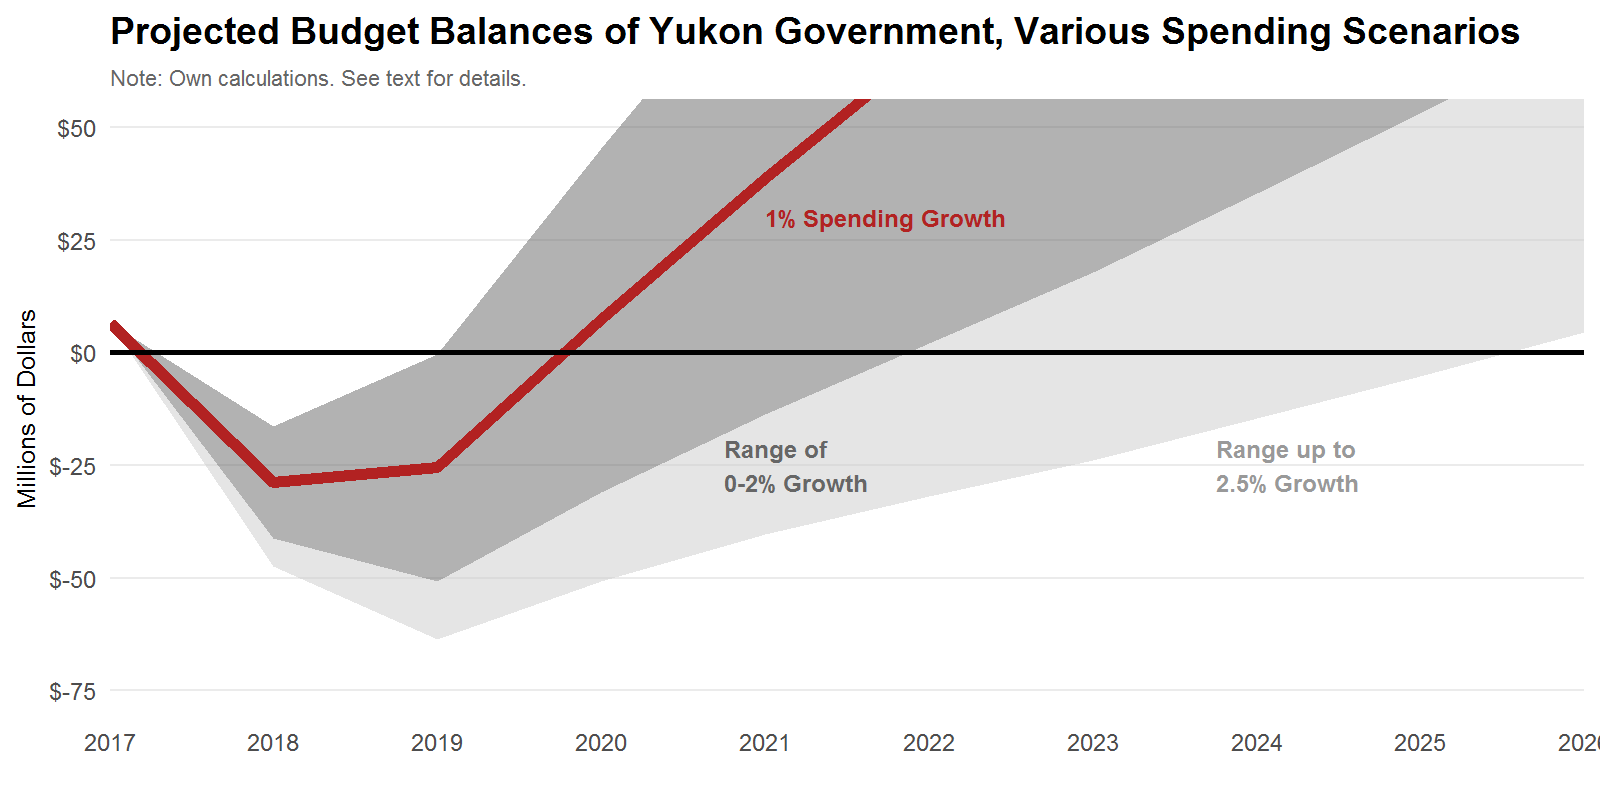 Projected Budget Balances of Yukon Government, Various Spending Scenarios
Note: Own calculations. See text for details.
Millions of Dollars
$50
$25
$0
$-25
$-50
$-75
1% Spending Growth
Range of
0-2% Growth
Range up to
2.5% Growth
2017 2018 2019 2020 2021 2022 2023 2024 2025 2026